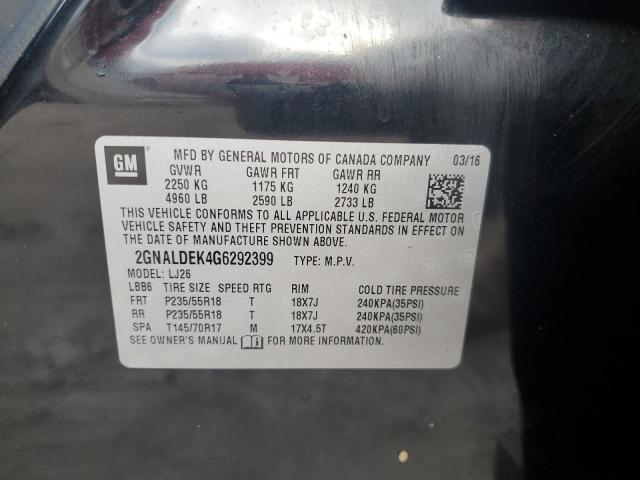 GM
MFD BY GENERAL MOTORS OF CANADA COMPANY 03/16
GVWR GAWR FRT GAWR RR
2250 KG 1175 KG 1240 KG
4960 LB 2590 LB 2733 LB
THIS VEHICLE CONFORMS TO ALL APPLICABLE U.S. FEDERAL MOTOR
VEHICLE SAFETY AND THEFT PREVENTION STANDARDS IN EFFECT ON
THE DATE OF MANUFACTURE SHOWN ABOVE.
2GNALDEK4G6292399 TYPE: M.P.V.
MODEL: LJ26
LBB6 TIRE SIZE SPEED RTG RIM COLD TIRE PRESSURE
FRT P235/55R18 T 18X7J 240KPA(35PSI)
RR P235/55R18 T 18X7J 240KPA(35PSI)
SPA T145/70R17 M 17X4.5T 420KPA(60PSI)
SEE OWNER'S MANUAL FOR MORE INFORMATION.